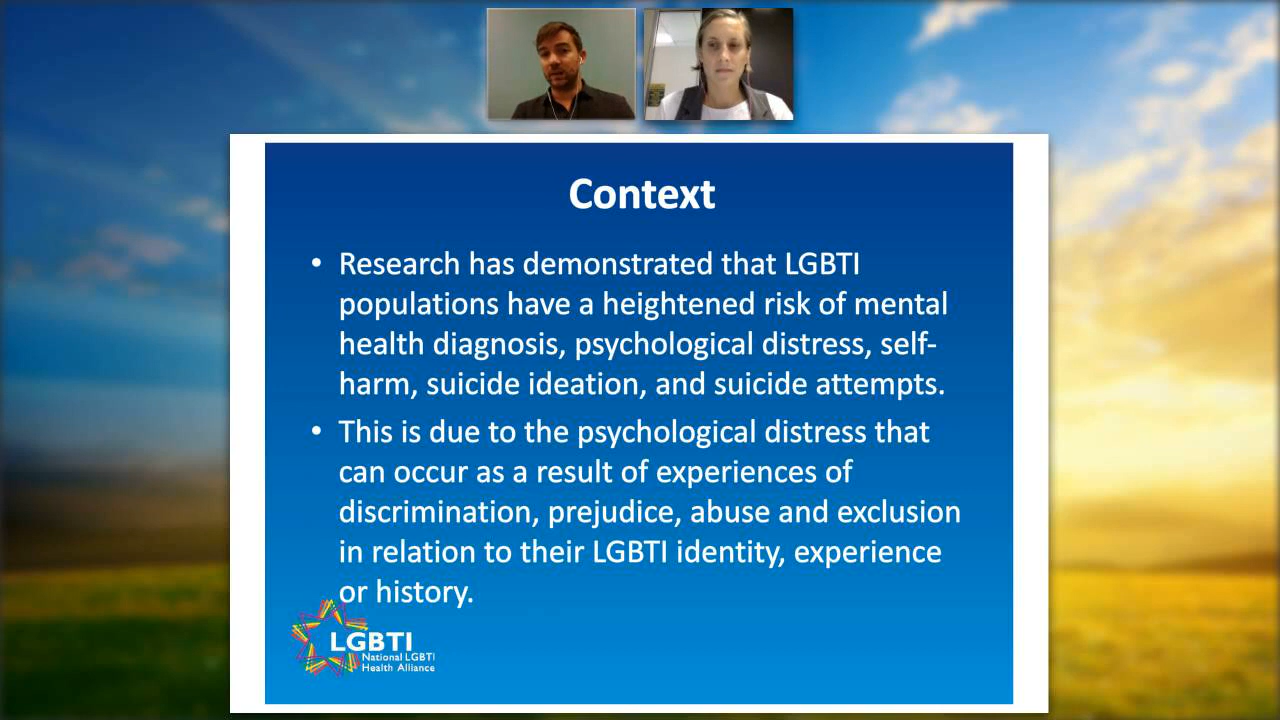 Context
• Research has demonstrated that LGBTI
populations have a heightened risk of mental
health diagnosis, psychological distress, self-
harm, suicide ideation, and suicide attempts.
• This is due to the psychological distress that
can occur as a result of experiences of
discrimination, prejudice, abuse and exclusion
in relation to their LGBTI identity, experience
or history.
LGBTI
National LGBTI
Health Alliance